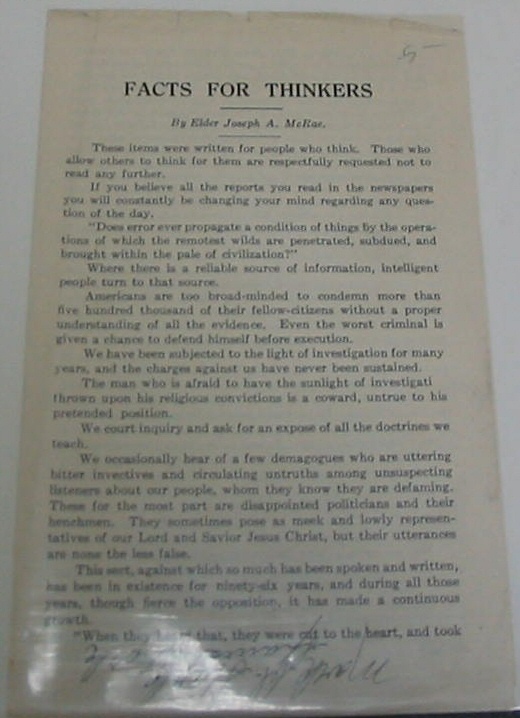 FACTS FOR THINKERS
By Elder Joseph A. McRae.
These items were written for people who think. Those who
allow others to think for them are respectfully requested not to
read any further.
If you believe all the reports you read in the newspapers
you will constantly be changing your mind regarding any ques-
tion of the day.
"Does error ever propagate a condition of things by the opera-
tions of which the remotest wilds are penetrated, subdued, and
brought within the pale of civilization?"
Where there is a reliable source of information, intelligent
people turn to that source.
Americans are too broad-minded to condemn more than
five hundred thousand of their fellow-citizens without a proper
understanding of all the evidence. Even the worst criminal is
given a chance to defend himself before execution.
We have been subjected to the light of investigation for many
years, and the charges against us have never been sustained.
The man who is afraid to have the sunlight of investigati
thrown upon his religious convictions is a coward, untrue to his
pretended position.
We court inquiry and ask for an expose of all the doctrines we
teach.
We occasionally hear of a few demagogues who are uttering
bitter invectives and circulating untruths among unsuspecting
listeners about our people, whom they know they are defaming.
These for the most part are disappointed politicians and their
henchmen. They sometimes pose as meek and lowly represen-
tatives of our Lord and Savior Jesus Christ, but their utterances
are none the less false.
This sect, against which so much has been spoken and written,
has been in existence for ninety-six years, and during all those
years, though fierce the opposition, it has made a continuous
growth.
"When they heard that, they were cut to the heart, and took